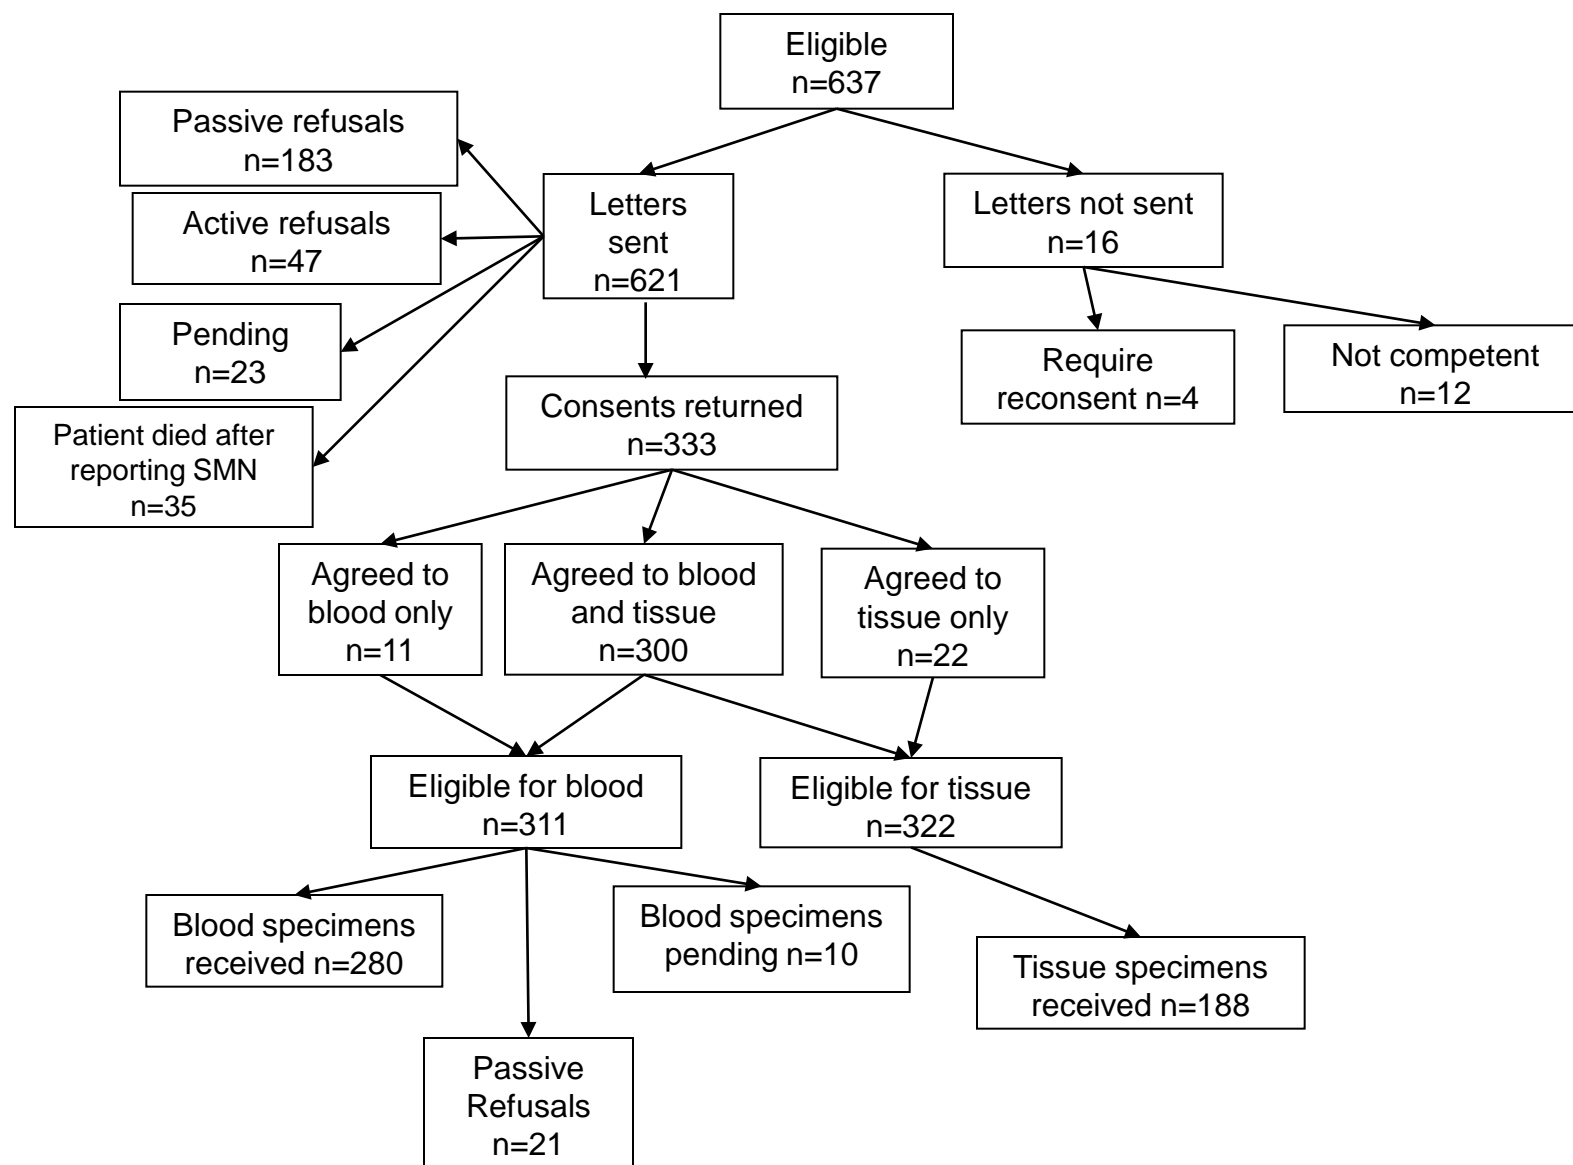 Eligible
n=637
Passive refusals
n=183
Letters
sent
n=621
Letters not sent
n=16
Active refusals
n=47
Pending
n=23
Require
reconsent n=4
Not competent
n=12
Consents returned
n=333
Patient died after
reporting SMN
n=35
Agreed to
blood only
n=11
Agreed to blood
and tissue
n=300
Agreed to
tissue only
n=22
Eligible for blood
n=311
Eligible for tissue
n=322
Blood specimens
received n=280
Blood specimens
pending n=10
Tissue specimens
received n=188
Passive
Refusals
n=21